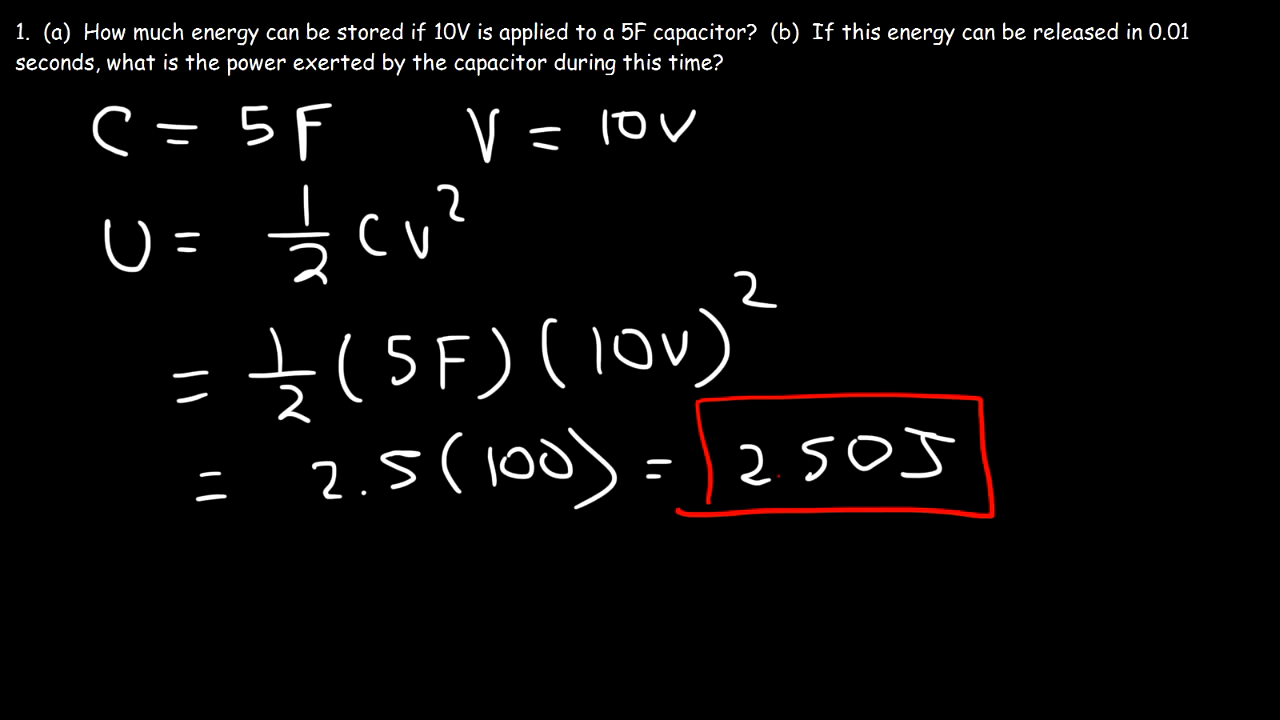 1. (a) How much energy can be stored if 10V is applied to a 5F capacitor? (b) If this energy can be released in 0.01
seconds, what is the power exerted by the capacitor during this time?
C = 5F V = 10V
U = 1/2 CV²
= 1/2 (5F)(10V)²
= 2.5(100) = 250J